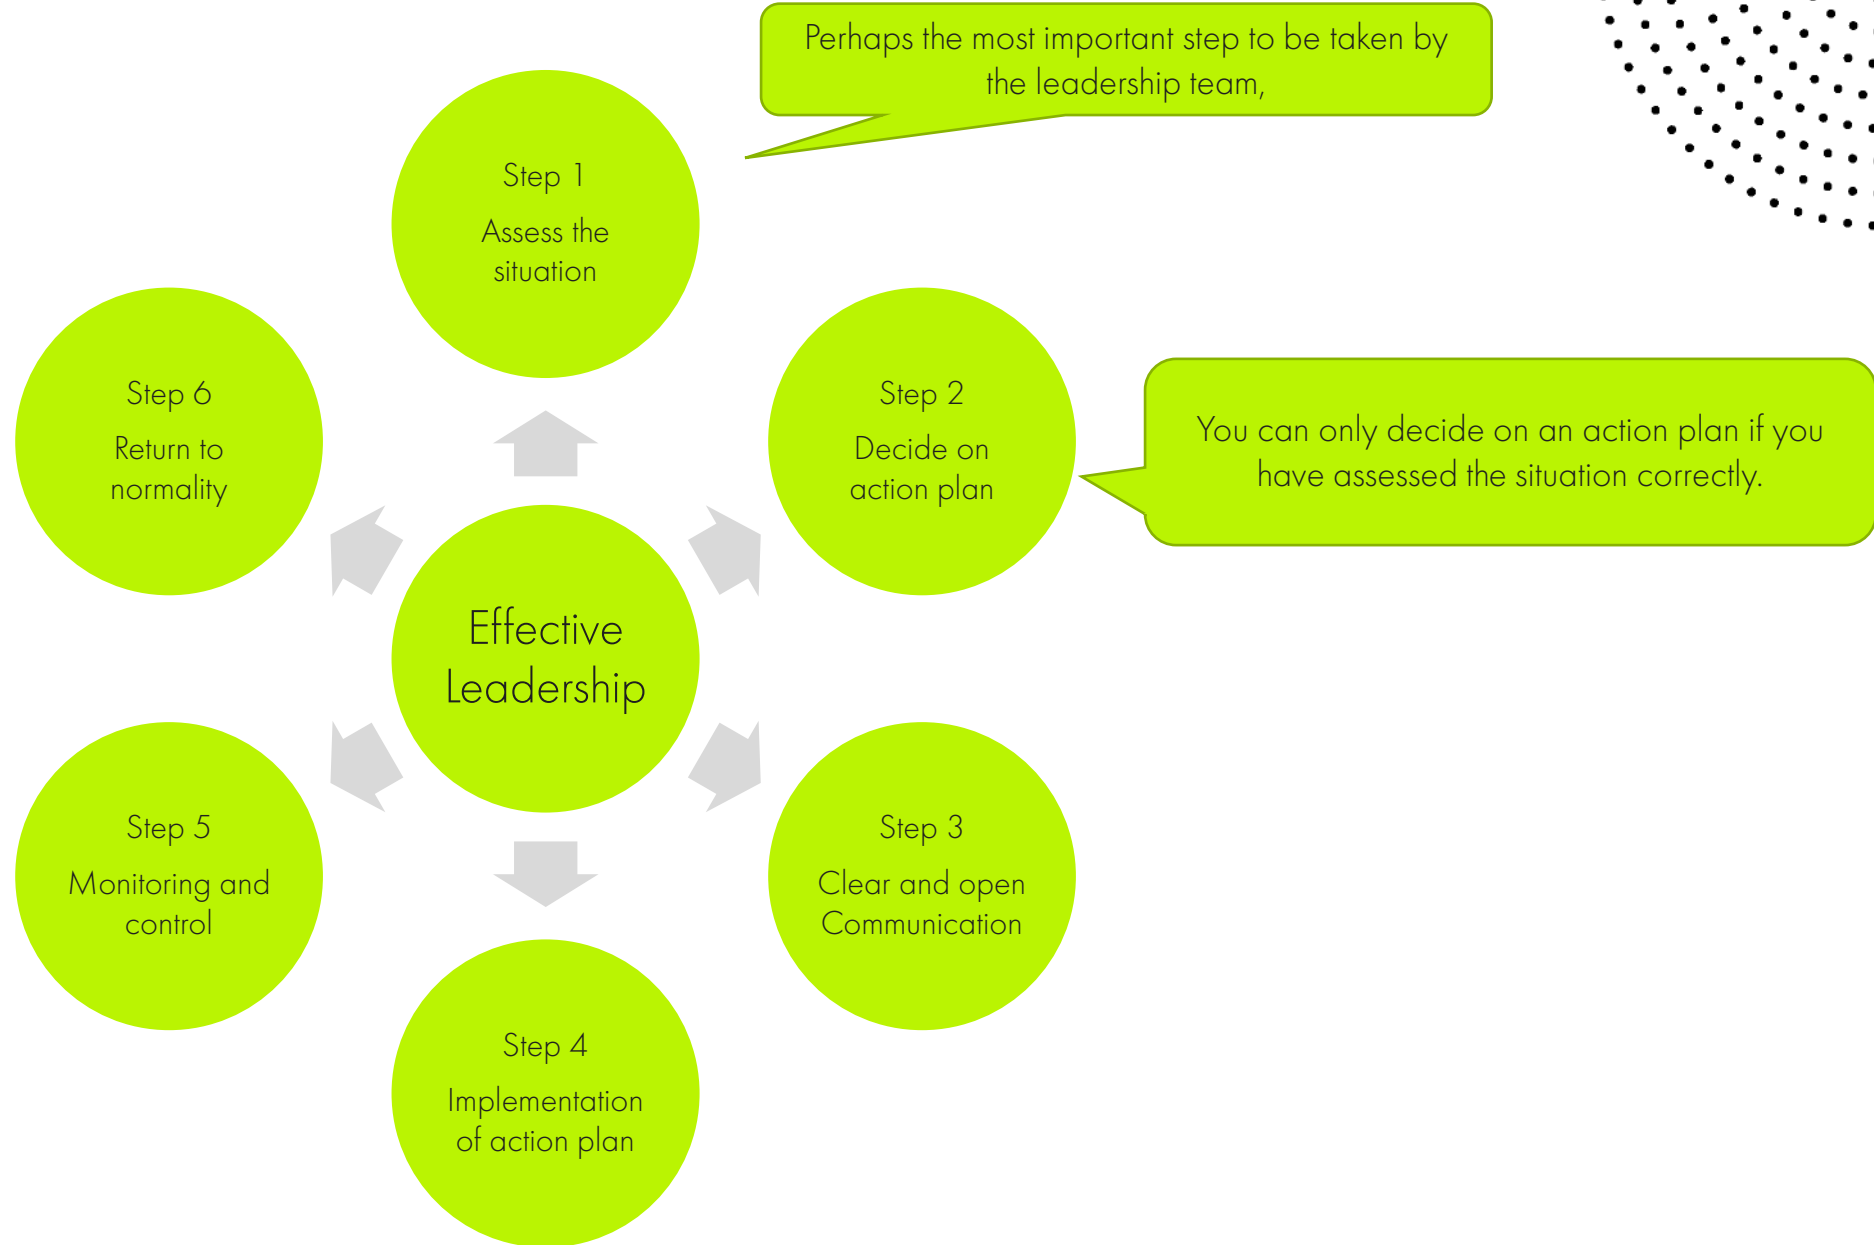 Perhaps the most important step to be taken by
the leadership team,
Step 1
Assess the
situation
Step 2
Decide on
action plan
You can only decide on an action plan if you
have assessed the situation correctly.
Step 3
Clear and open
Communication
Step 4
Implementation
of action plan
Step 5
Monitoring and
control
Step 6
Return to
normality
Effective
Leadership